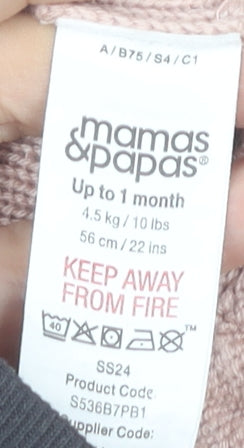 A/B75/S4/C1
mamas
&papas®
Up to 1 month
4.5 kg / 10 lbs
56 cm / 22 ins
KEEP AWAY
FROM FIRE
40 ™
SS24
Product Code:
S536B7PB1
Supplier Code: